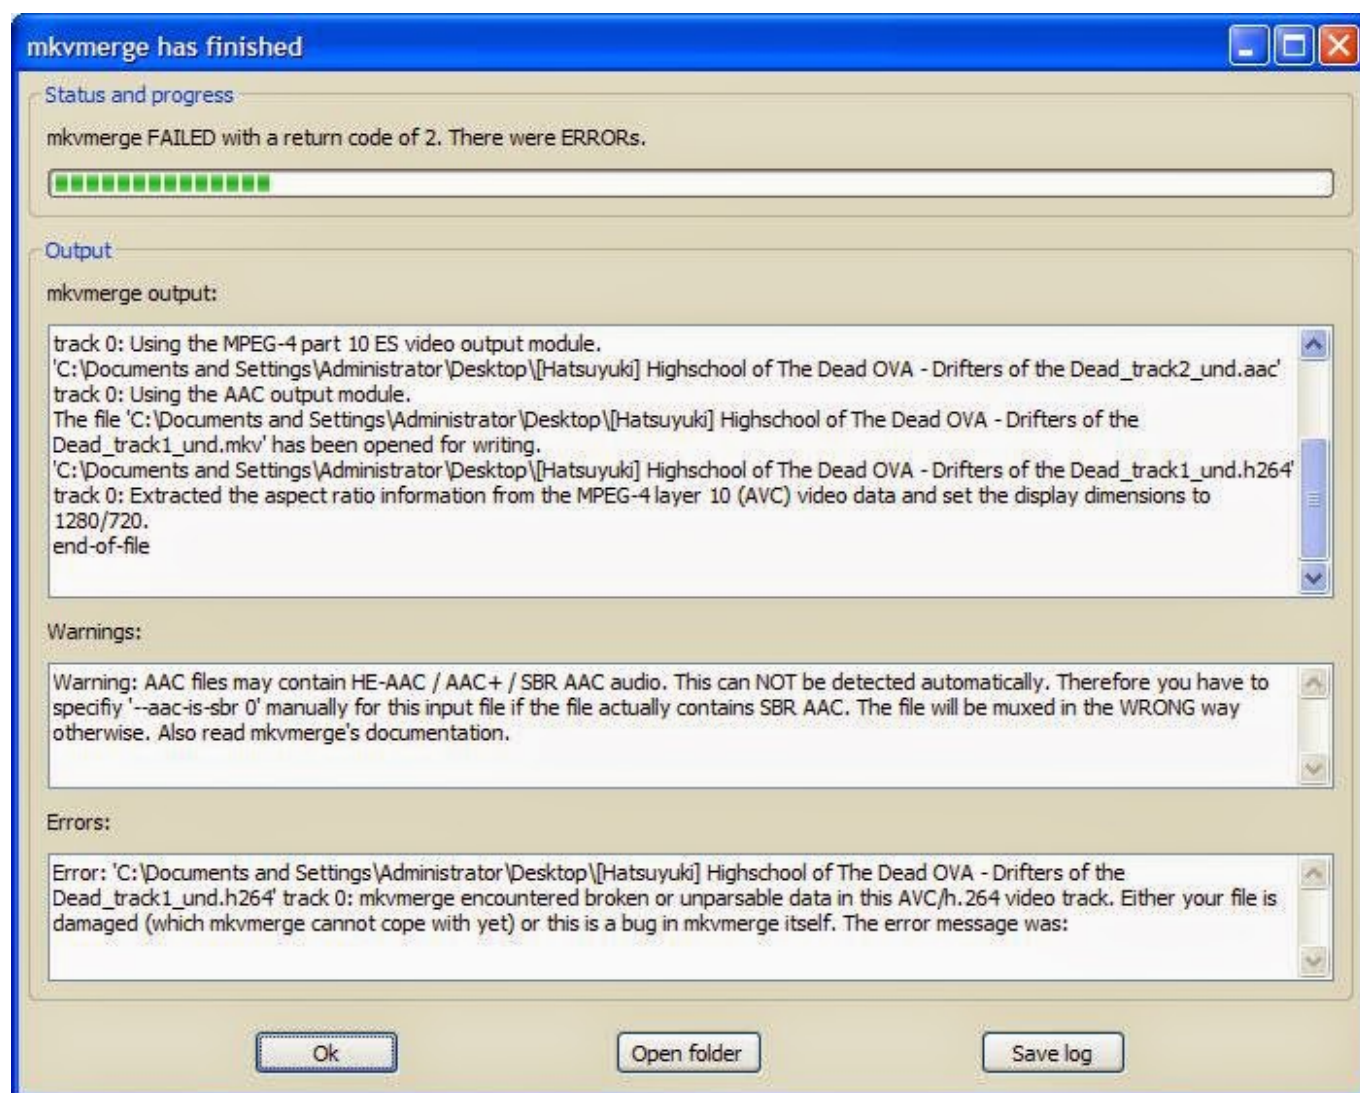 mkvmerge has finished
Status and progress
mkvmerge FAILED with a return code of 2. There were ERRORs.
Output
mkvmerge output:
track 0: Using the MPEG-4 part 10 ES video output module.
'C:\Documents and Settings\Administrator\Desktop\[Hatsuyuki] Highschool of The Dead OVA - Drifters of the Dead_track2_und.aac'
track 0: Using the AAC output module.
The file 'C:\Documents and Settings\Administrator\Desktop\[Hatsuyuki] Highschool of The Dead OVA - Drifters of the
Dead_track1_und.mkv' has been opened for writing.
'C:\Documents and Settings\Administrator\Desktop\[Hatsuyuki] Highschool of The Dead OVA - Drifters of the Dead_track1_und.h264'
track 0: Extracted the aspect ratio information from the MPEG-4 layer 10 (AVC) video data and set the display dimensions to
1280/720.
end-of-file
Warnings:
Warning: AAC files may contain HE-AAC / AAC+ / SBR AAC audio. This can NOT be detected automatically. Therefore you have to
specifiy '--aac-is-sbr 0' manually for this input file if the file actually contains SBR AAC. The file will be muxed in the WRONG way
otherwise. Also read mkvmerge's documentation.
Errors:
Error: 'C:\Documents and Settings\Administrator\Desktop\[Hatsuyuki] Highschool of The Dead OVA - Drifters of the
Dead_track1_und.h264' track 0: mkvmerge encountered broken or unparsable data in this AVC/h.264 video track. Either your file is
damaged (which mkvmerge cannot cope with yet) or this is a bug in mkvmerge itself. The error message was:
Ok
Open folder
Save log